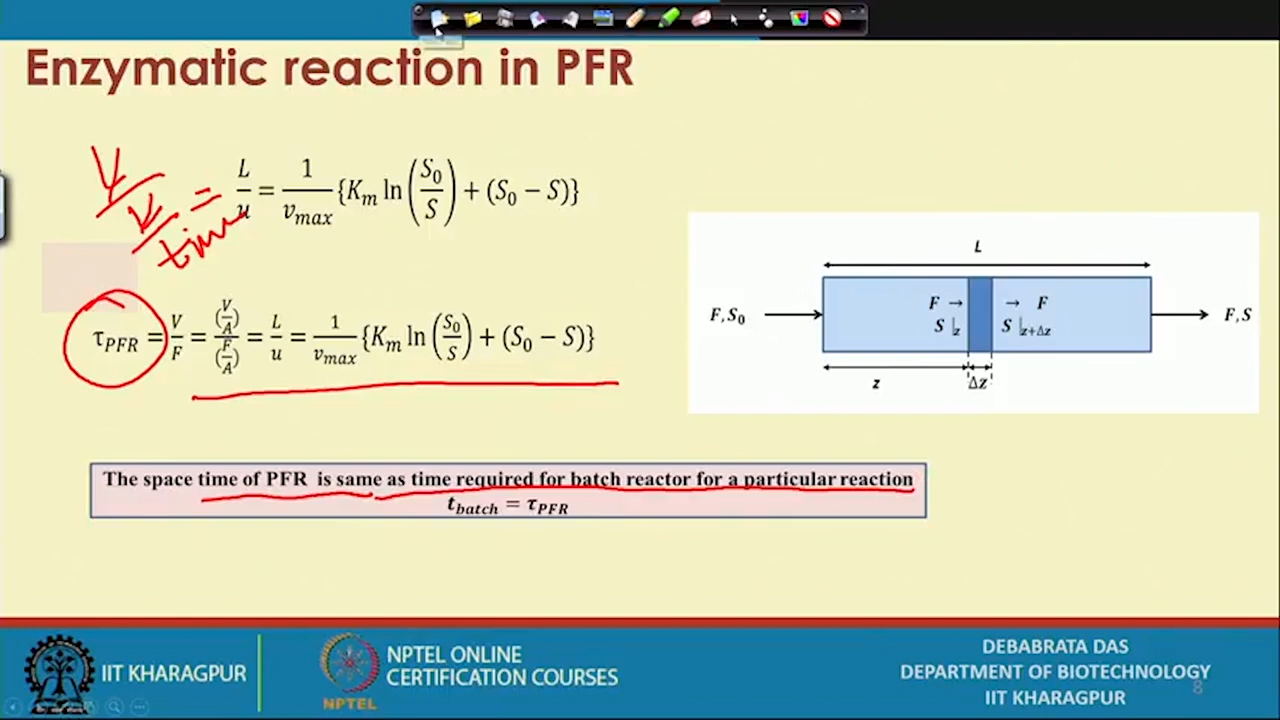 Enzymatic reaction in PFR
V/V/time =
L/u = 1/v_max {K_m ln(S_0/S) + (S_0 − S)}
τ_PFR = V/F = (V/A)/(F/A) = L/u = 1/v_max {K_m ln(S_0/S) + (S_0 − S)}
L
F, S_0
F → → F
F, S
S |_z S |_z+Δz
z Δz
The space time of PFR is same as time required for batch reactor for a particular reaction
t_batch = τ_PFR
IIT KHARAGPUR
NPTEL
NPTEL ONLINE
CERTIFICATION COURSES
DEBABRATA DAS
DEPARTMENT OF BIOTECHNOLOGY
IIT KHARAGPUR
8